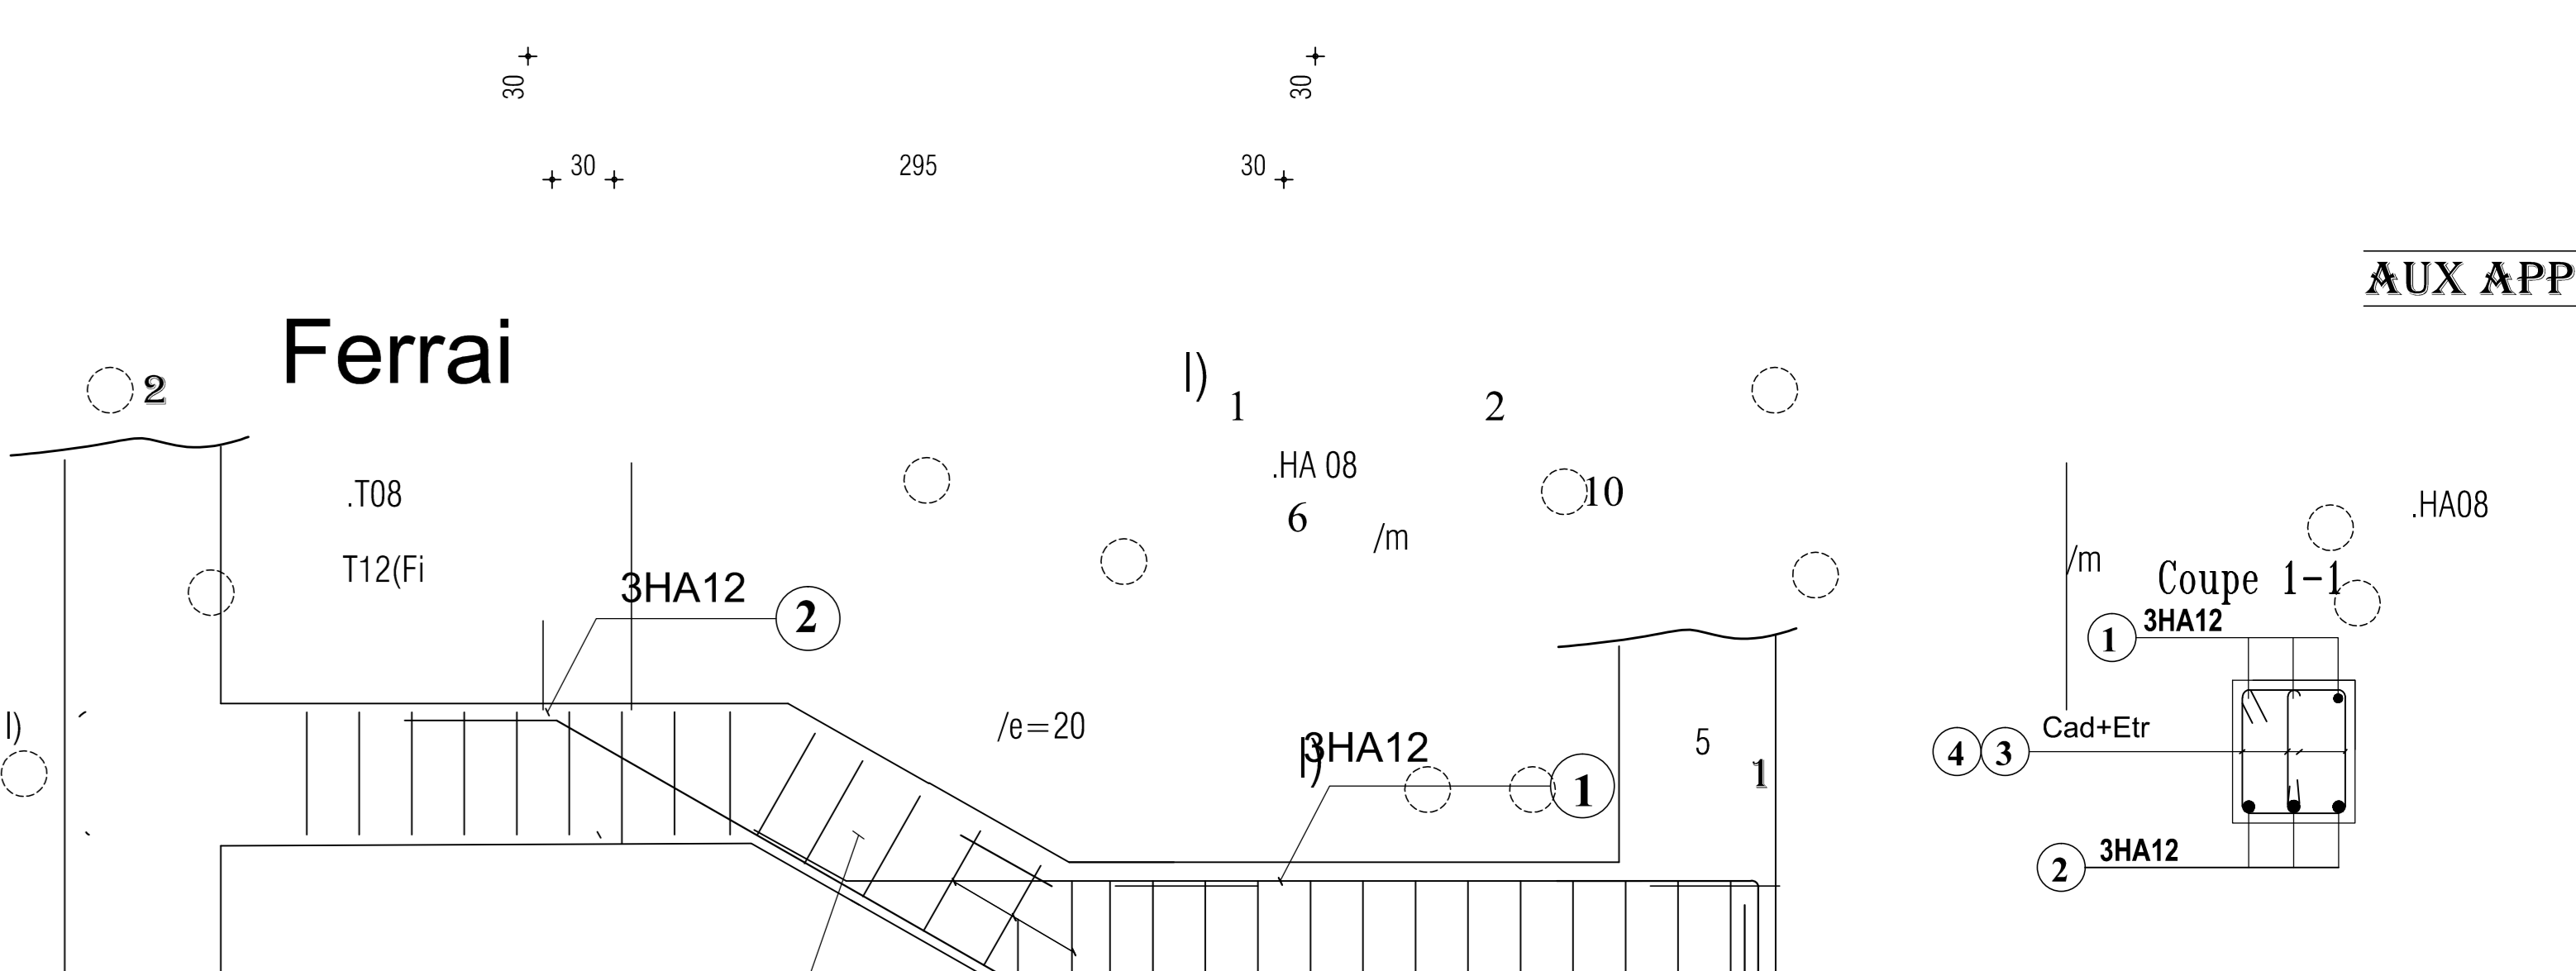 30
30
30
295
30
AUX APP
Ferrai
l)
2
1
2
.HA 08
.T08
10
.HA08
6
/m
T12(Fi
/m
3HA12
2
Coupe 1-1
1
3HA12
l)
/e=20
l)
3HA12
5
Cad+Etr
4
3
1
1
3HA12
2